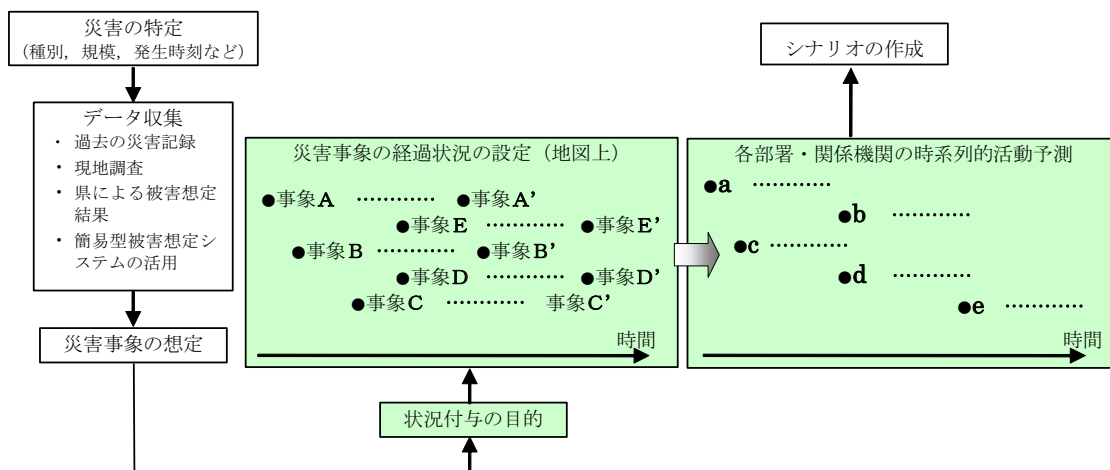 災害の特定
（種別，規模，発生時刻など）
データ収集
・ 過去の災害記録
・ 現地調査
・ 県による被害想定
結果
・ 簡易型被害想定シ
ステムの活用
災害事象の想定
災害事象の経過状況の設定（地図上）
●事象A ………… ●事象A’
●事象E ………… ●事象E’
●事象B ………… ●事象B’
●事象D ………… ●事象D’
●事象C ………… 事象C’
時間
状況付与の目的
シナリオの作成
各部署・関係機関の時系列的活動予測
●a …………
●b …………
●c …………
●d …………
●e …………
時間